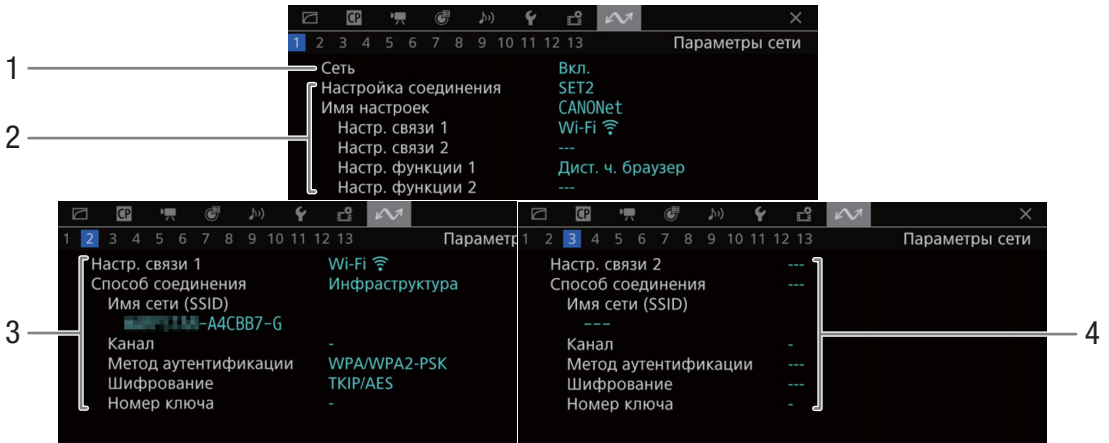 CP
1 2 3 4 5 6 7 8 9 10 11 12 13 Параметры сети
1
Сеть Вкл.
2
Настройка соединения SET2
Имя настроек CANONet
Настр. связи 1 Wi-Fi
Настр. связи 2 ---
Настр. функции 1 Дист. ч. браузер
Настр. функции 2 ---
CP
1 2 3 4 5 6 7 8 9 10 11 12 13 Параметр
3
Настр. связи 1 Wi-Fi
Способ соединения Инфраструктура
Имя сети (SSID)
-A4CBB7-G
Канал -
Метод аутентификации WPA/WPA2-PSK
Шифрование TKIP/AES
Номер ключа -
CP
1 2 3 4 5 6 7 8 9 10 11 12 13 Параметры сети
Настр. связи 2 ---
Способ соединения ---
Имя сети (SSID)
---
Канал -
Метод аутентификации ---
Шифрование ---
Номер ключа -
4